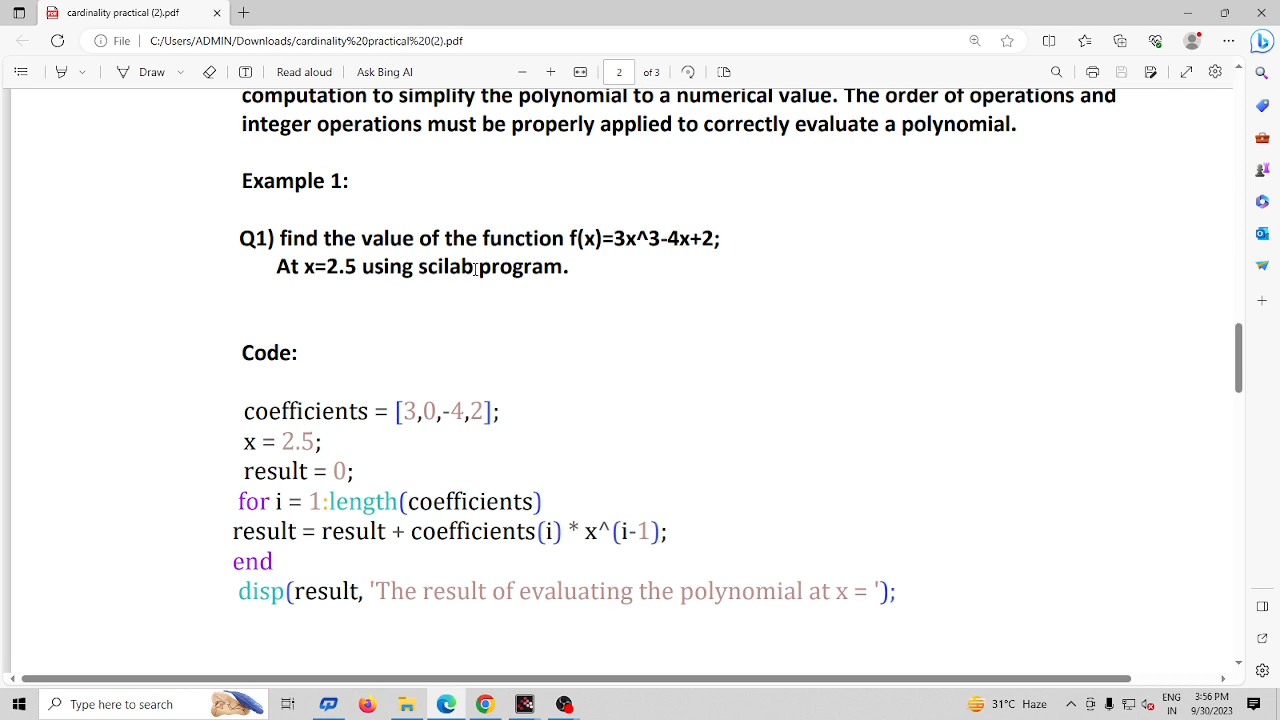 cardinality practical (2).pdf
File C:/Users/ADMIN/Downloads/cardinality%20practical%20(2).pdf
Draw Read aloud Ask Bing AI 2 of 3
computation to simplify the polynomial to a numerical value. The order of operations and
integer operations must be properly applied to correctly evaluate a polynomial.
Example 1:
Q1) find the value of the function f(x)=3x^3-4x+2;
At x=2.5 using scilab program.
Code:
coefficients = [3,0,-4,2];
x = 2.5;
result = 0;
for i = 1:length(coefficients)
result = result + coefficients(i) * x^(i-1);
end
disp(result, 'The result of evaluating the polynomial at x = ');
Type here to search 31°C Haze ENG 3:56 PM
IN 9/30/2023